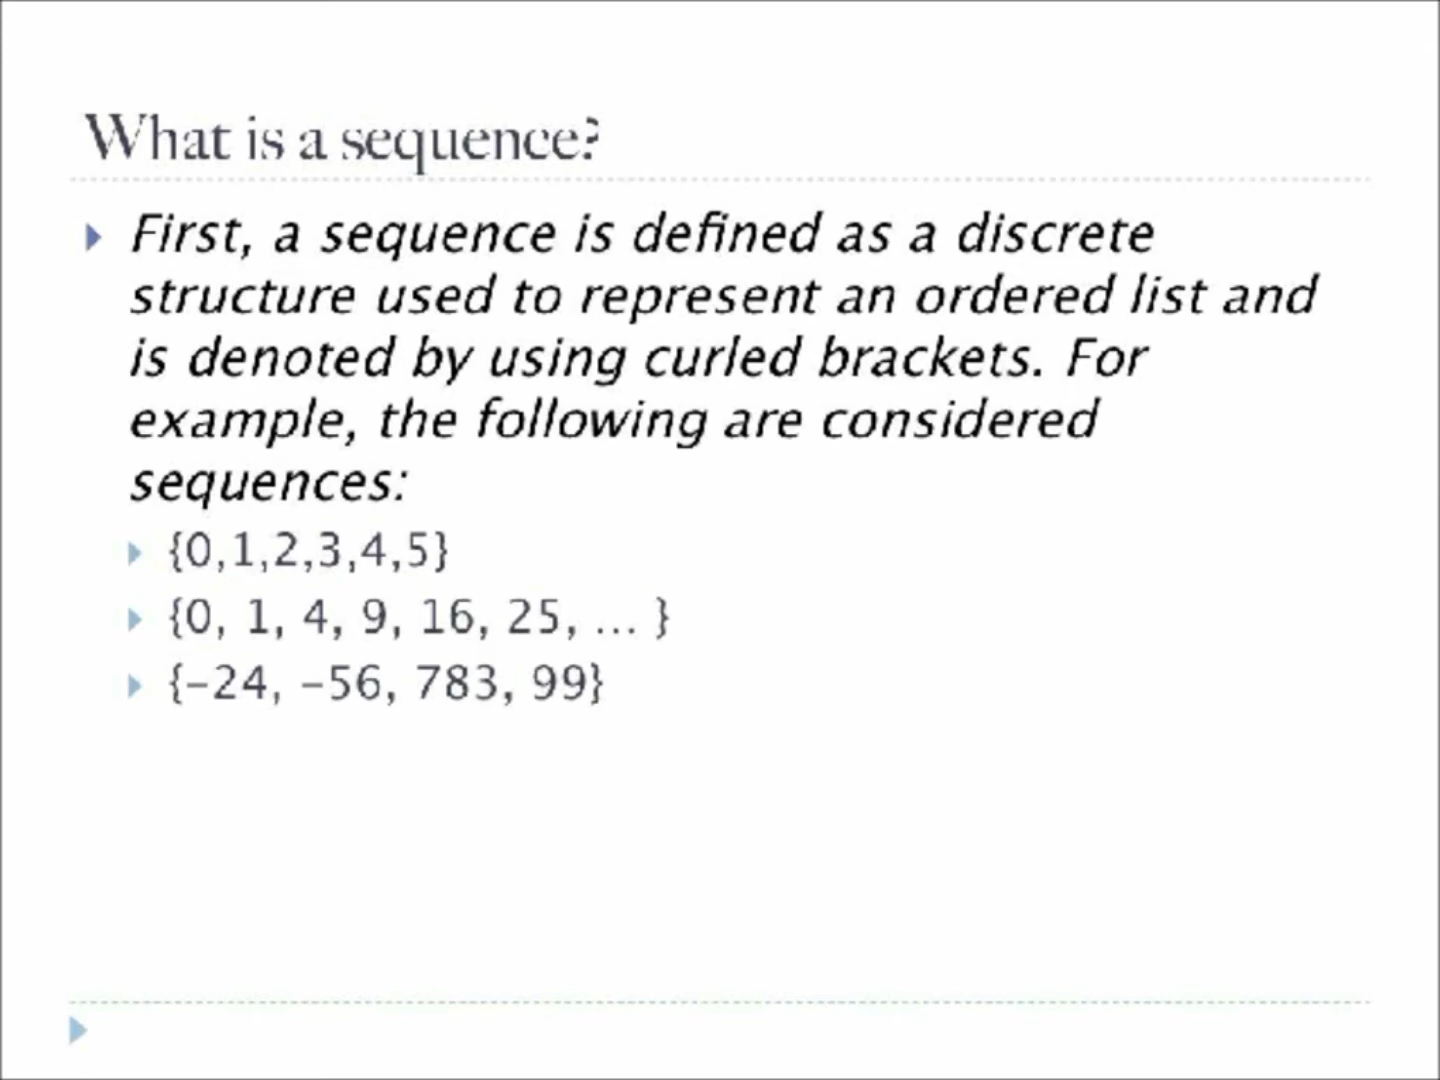 What is a sequence?
First, a sequence is defined as a discrete
structure used to represent an ordered list and
is denoted by using curled brackets. For
example, the following are considered
sequences:
{0,1,2,3,4,5}
{0, 1, 4, 9, 16, 25, ... }
{-24, -56, 783, 99}